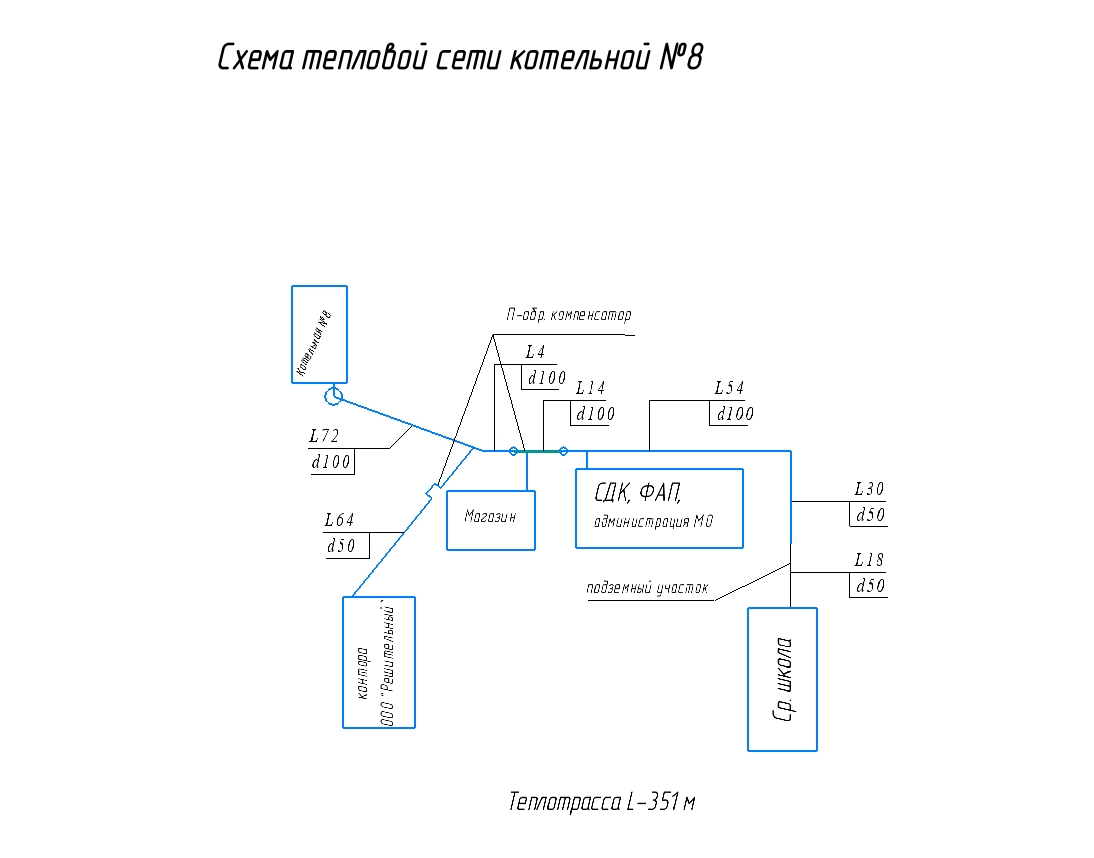 Схема тепловой сети котельной №8
Котельная №8
П-обр. компенсатор
L4
d100
L14
d100
L54
d100
L72
d100
L64
d50
Магазин
СДК, ФАП,
администрация МО
L30
d50
L18
d50
подземный участок
контора
ООО "Решительный"
Ср. школа
Теплотрасса L-351 м